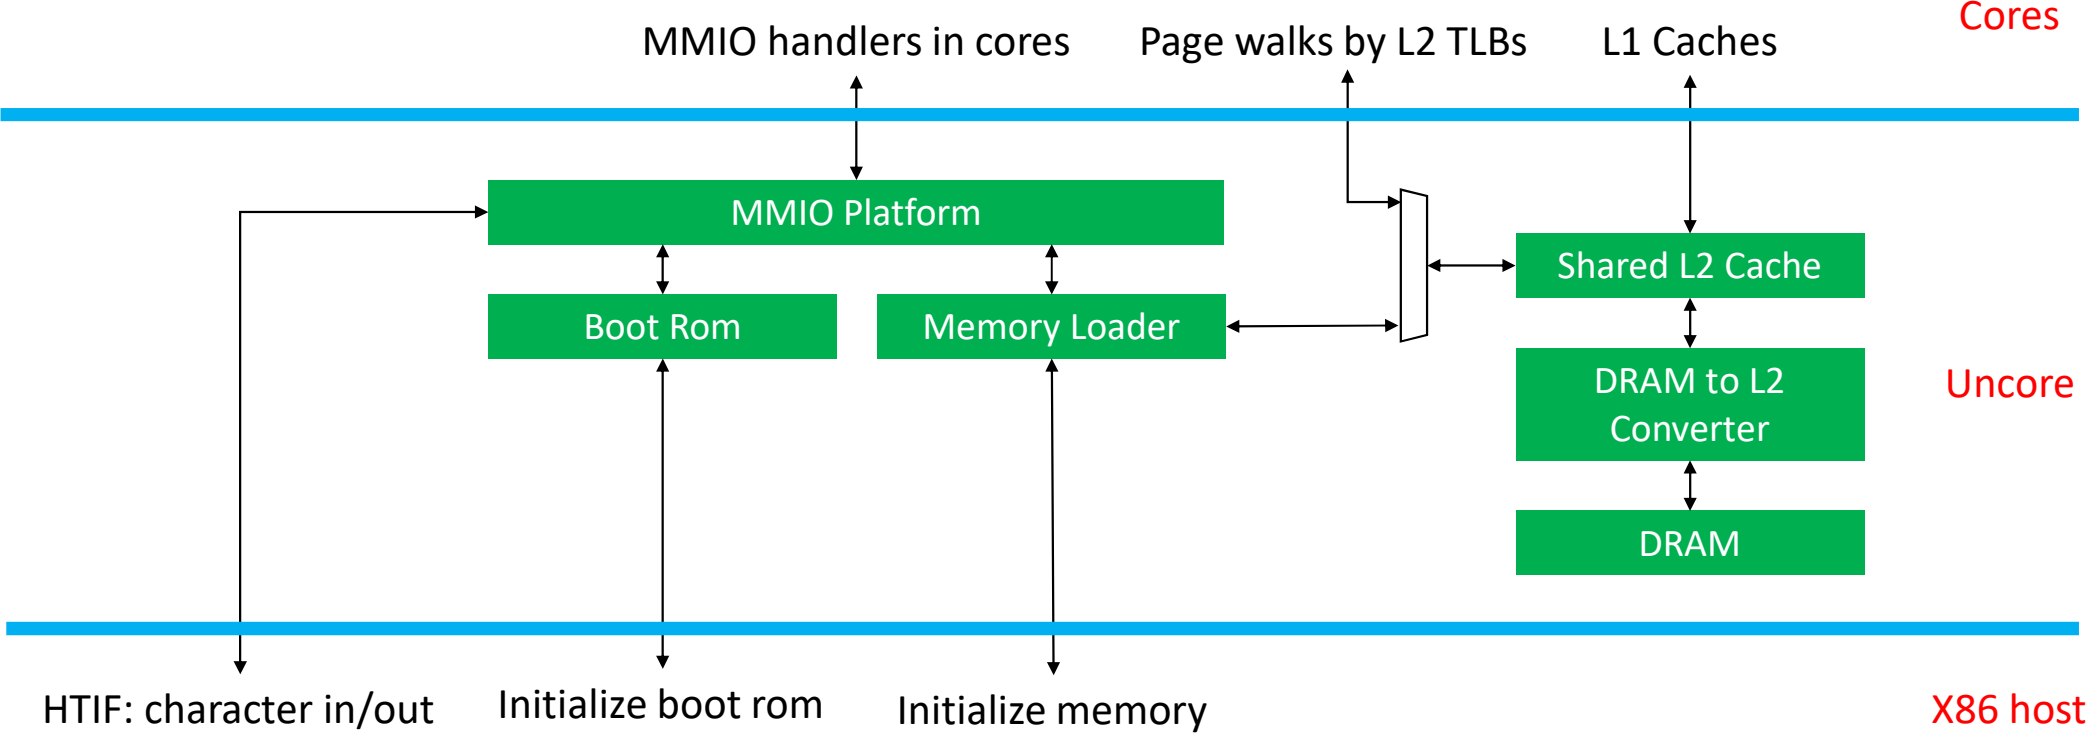 Cores
MMIO handlers in cores
Page walks by L2 TLBs
L1 Caches
MMIO Platform
Shared L2 Cache
Boot Rom
Memory Loader
DRAM to L2
Converter
Uncore
DRAM
HTIF: character in/out
Initialize boot rom
Initialize memory
X86 host